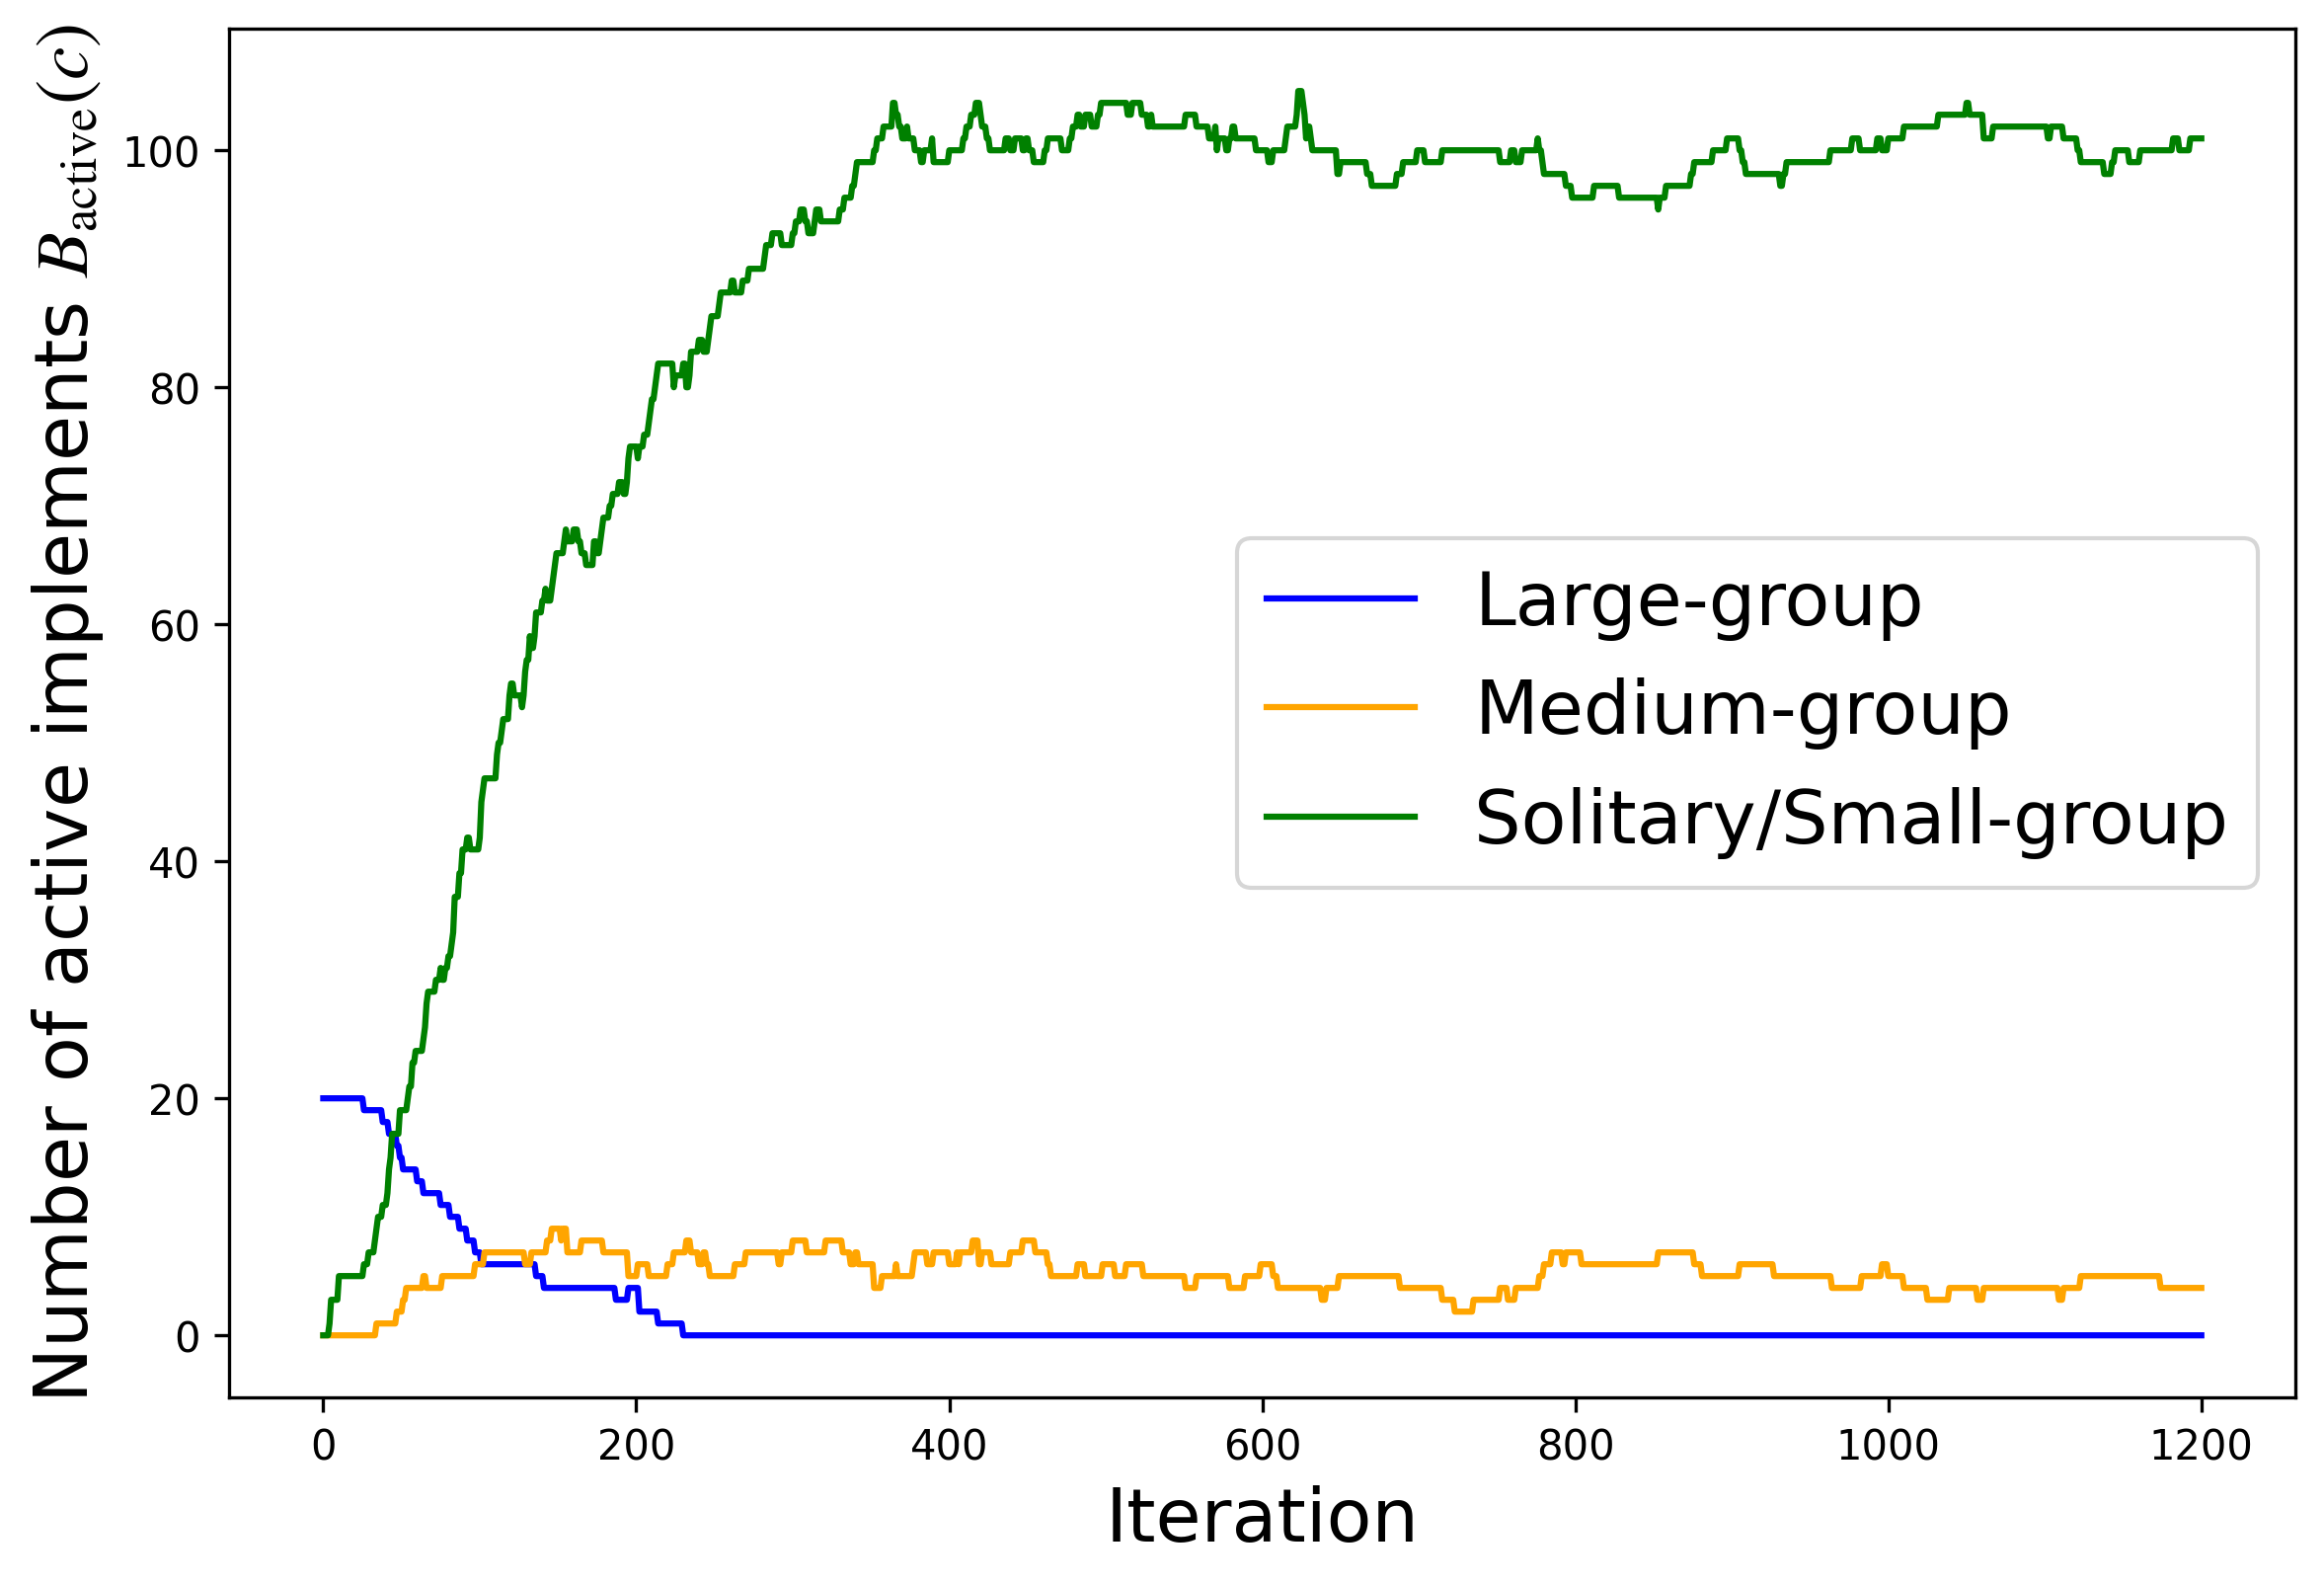 Number of active implements B_active(c)
100
80
60
40
20
0
Large-group
Medium-group
Solitary/Small-group
0 200 400 600 800 1000 1200
Iteration